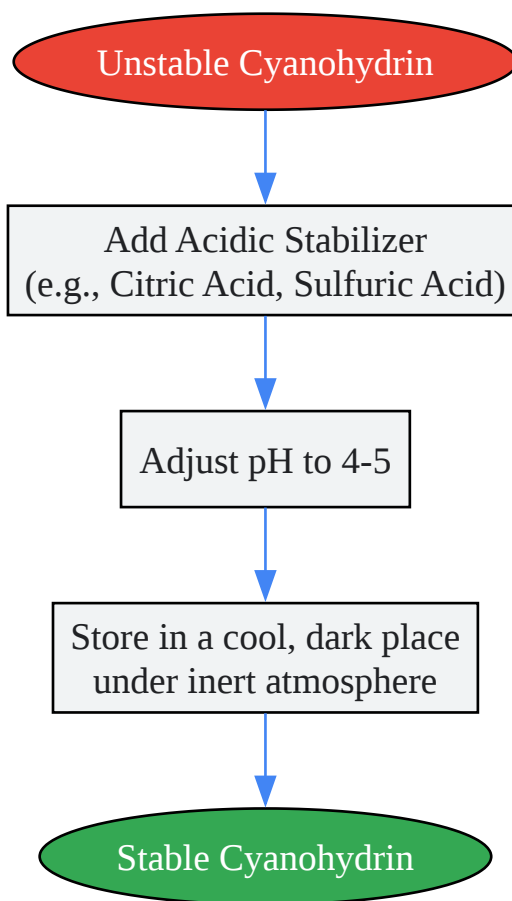 Unstable Cyanohydrin
Add Acidic Stabilizer
(e.g., Citric Acid, Sulfuric Acid)
Adjust pH to 4-5
Store in a cool, dark place
under inert atmosphere
Stable Cyanohydrin